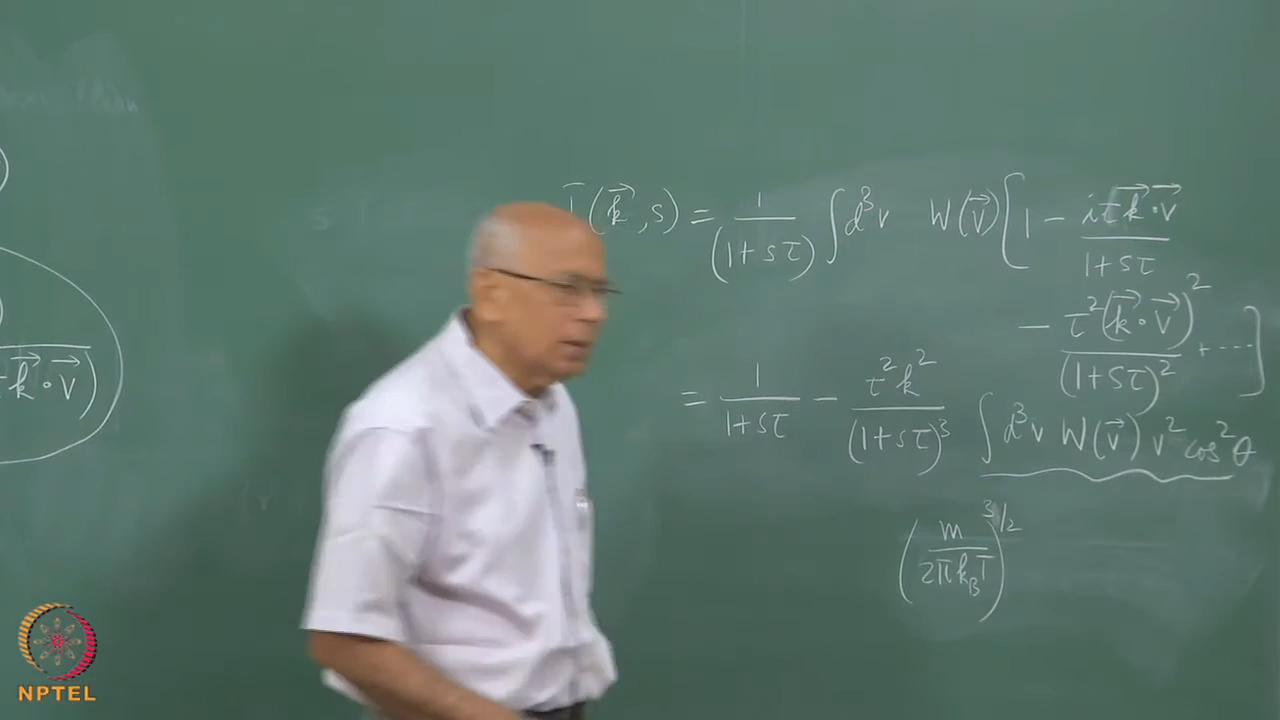 k⃗·v⃗)
I(k⃗, s) = 1/(1+sτ) ∫ d³v W(v⃗) [ 1 − iτk⃗·v⃗/(1+sτ)
− τ²(k⃗·v⃗)²/(1+sτ)² + .... ]
= 1/(1+sτ) − τ²k²/(1+sτ)³ ∫ d³v W(v⃗) v² cos²θ
(m/2πk_BT)^3/2
NPTEL